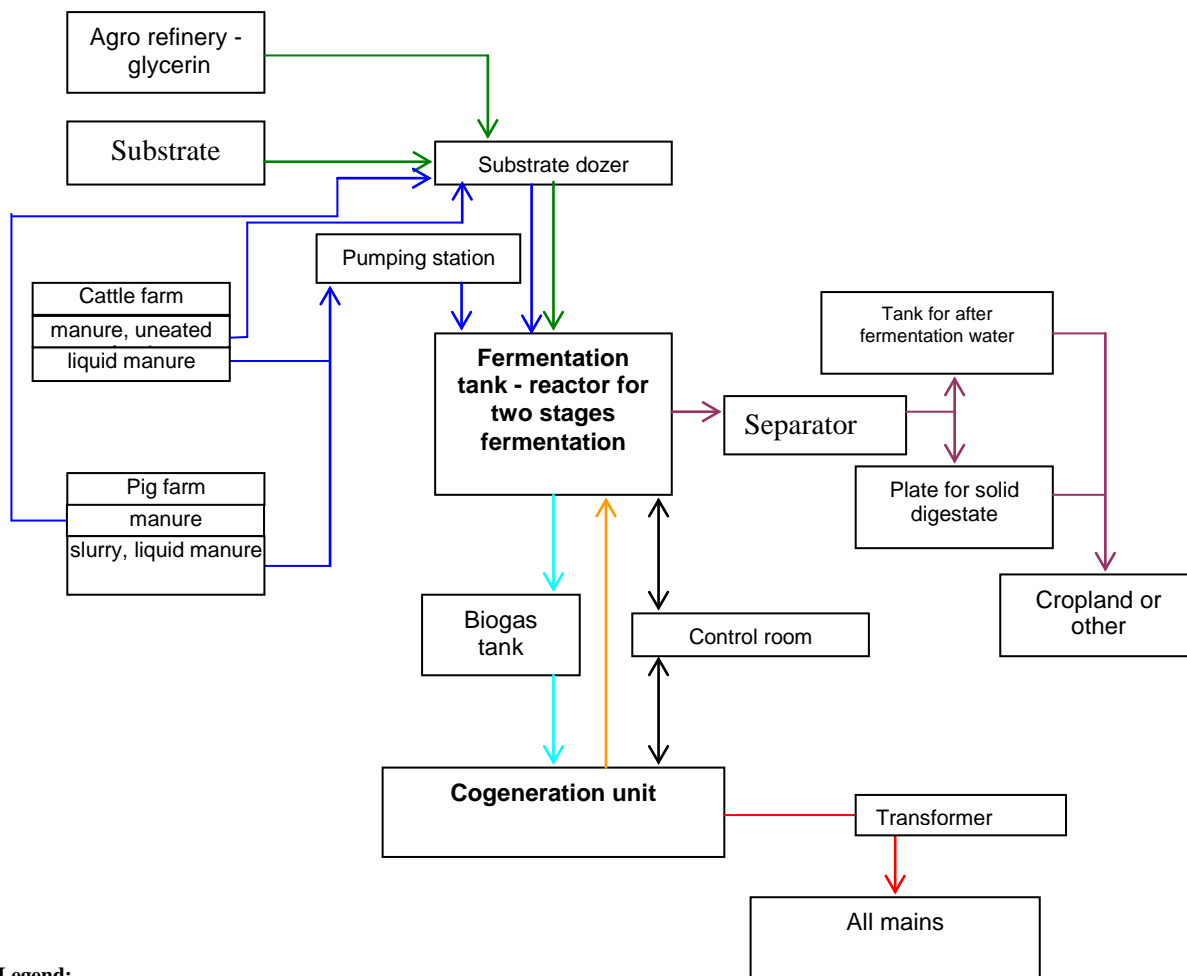 Agro refinery -
glycerin
Substrate
Substrate dozer
Pumping station
Cattle farm
manure, uneated
liquid manure
Fermentation
tank - reactor for
two stages
fermentation
Tank for after
fermentation water
Separator
Plate for solid
digestate
Pig farm
manure
slurry, liquid manure
Cropland or
other
Biogas
tank
Control room
Cogeneration unit
Transformer
All mains
Legend: